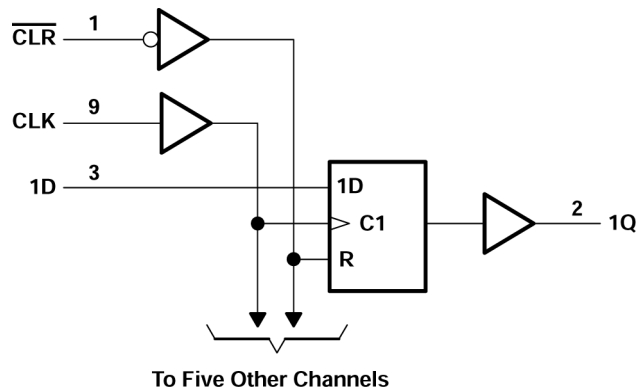 CLR 1
CLK 9
1D 3
1D
C1
R
2 1Q
To Five Other Channels